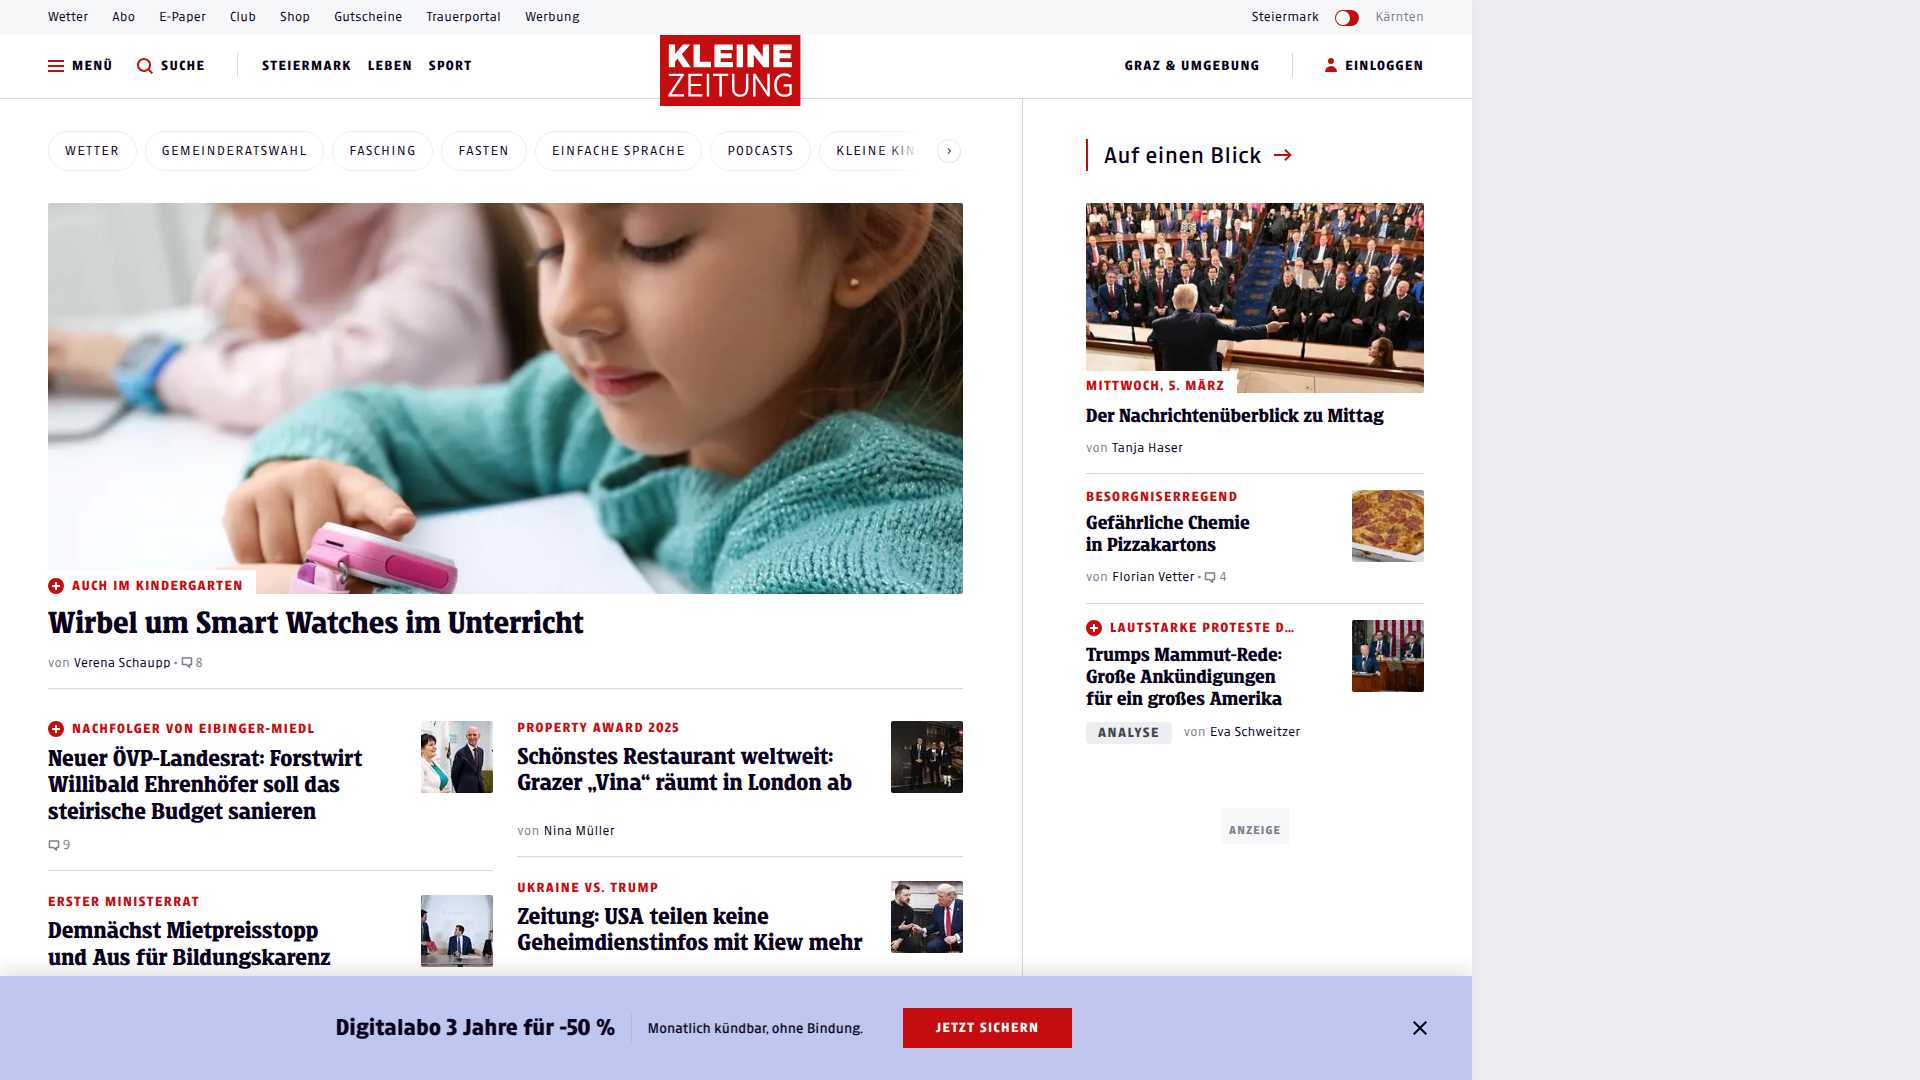 Wetter Abo E-Paper Club Shop Gutscheine Trauerportal Werbung Steiermark Kärnten
MENÜ SUCHE STEIERMARK LEBEN SPORT KLEINE ZEITUNG GRAZ & UMGEBUNG EINLOGGEN
WETTER GEMEINDERATSWAHL FASCHING FASTEN EINFACHE SPRACHE PODCASTS KLEINE
AUCH IM KINDERGARTEN
Wirbel um Smart Watches im Unterricht
von Verena Schaupp • 8
NACHFOLGER VON EIBINGER-MIEDL
Neuer ÖVP-Landesrat: Forstwirt
Willibald Ehrenhöfer soll das
steirische Budget sanieren
9
ERSTER MINISTERRAT
Demnächst Mietpreisstopp
und Aus für Bildungskarenz
PROPERTY AWARD 2025
Schönstes Restaurant weltweit:
Grazer „Vina“ räumt in London ab
von Nina Müller
UKRAINE VS. TRUMP
Zeitung: USA teilen keine
Geheimdienstinfos mit Kiew mehr
Auf einen Blick
MITTWOCH, 5. MÄRZ
Der Nachrichtenüberblick zu Mittag
von Tanja Haser
BESORGNISERREGEND
Gefährliche Chemie
in Pizzakartons
von Florian Vetter • 4
LAUTSTARKE PROTESTE D...
Trumps Mammut-Rede:
Große Ankündigungen
für ein großes Amerika
ANALYSE von Eva Schweitzer
ANZEIGE
Digitalabo 3 Jahre für -50 % Monatlich kündbar, ohne Bindung. JETZT SICHERN